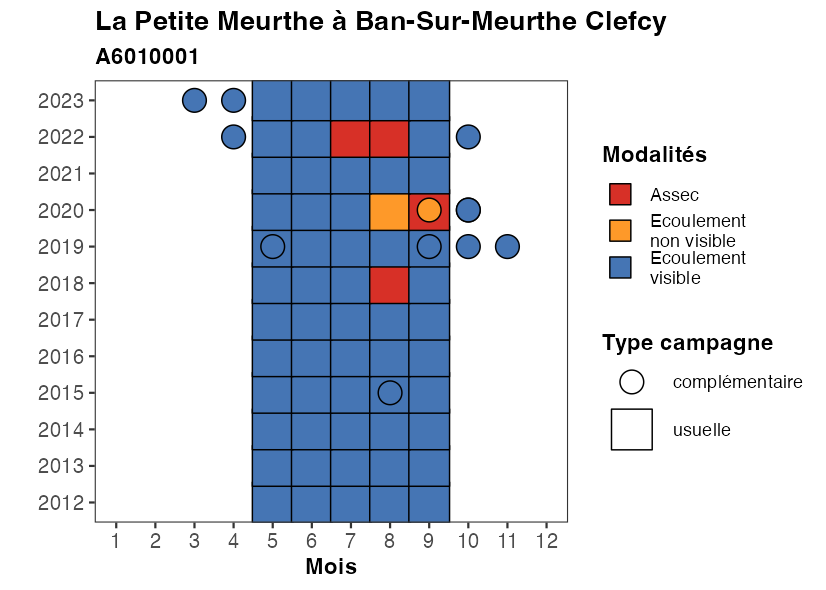 La Petite Meurthe à Ban-Sur-Meurthe Clefcy
A6010001
2023
2022
2021
2020
2019
2018
2017
2016
2015
2014
2013
2012
1 2 3 4 5 6 7 8 9 10 11 12
Mois
Modalités
Assec
Ecoulement
non visible
Ecoulement
visible
Type campagne
complémentaire
usuelle